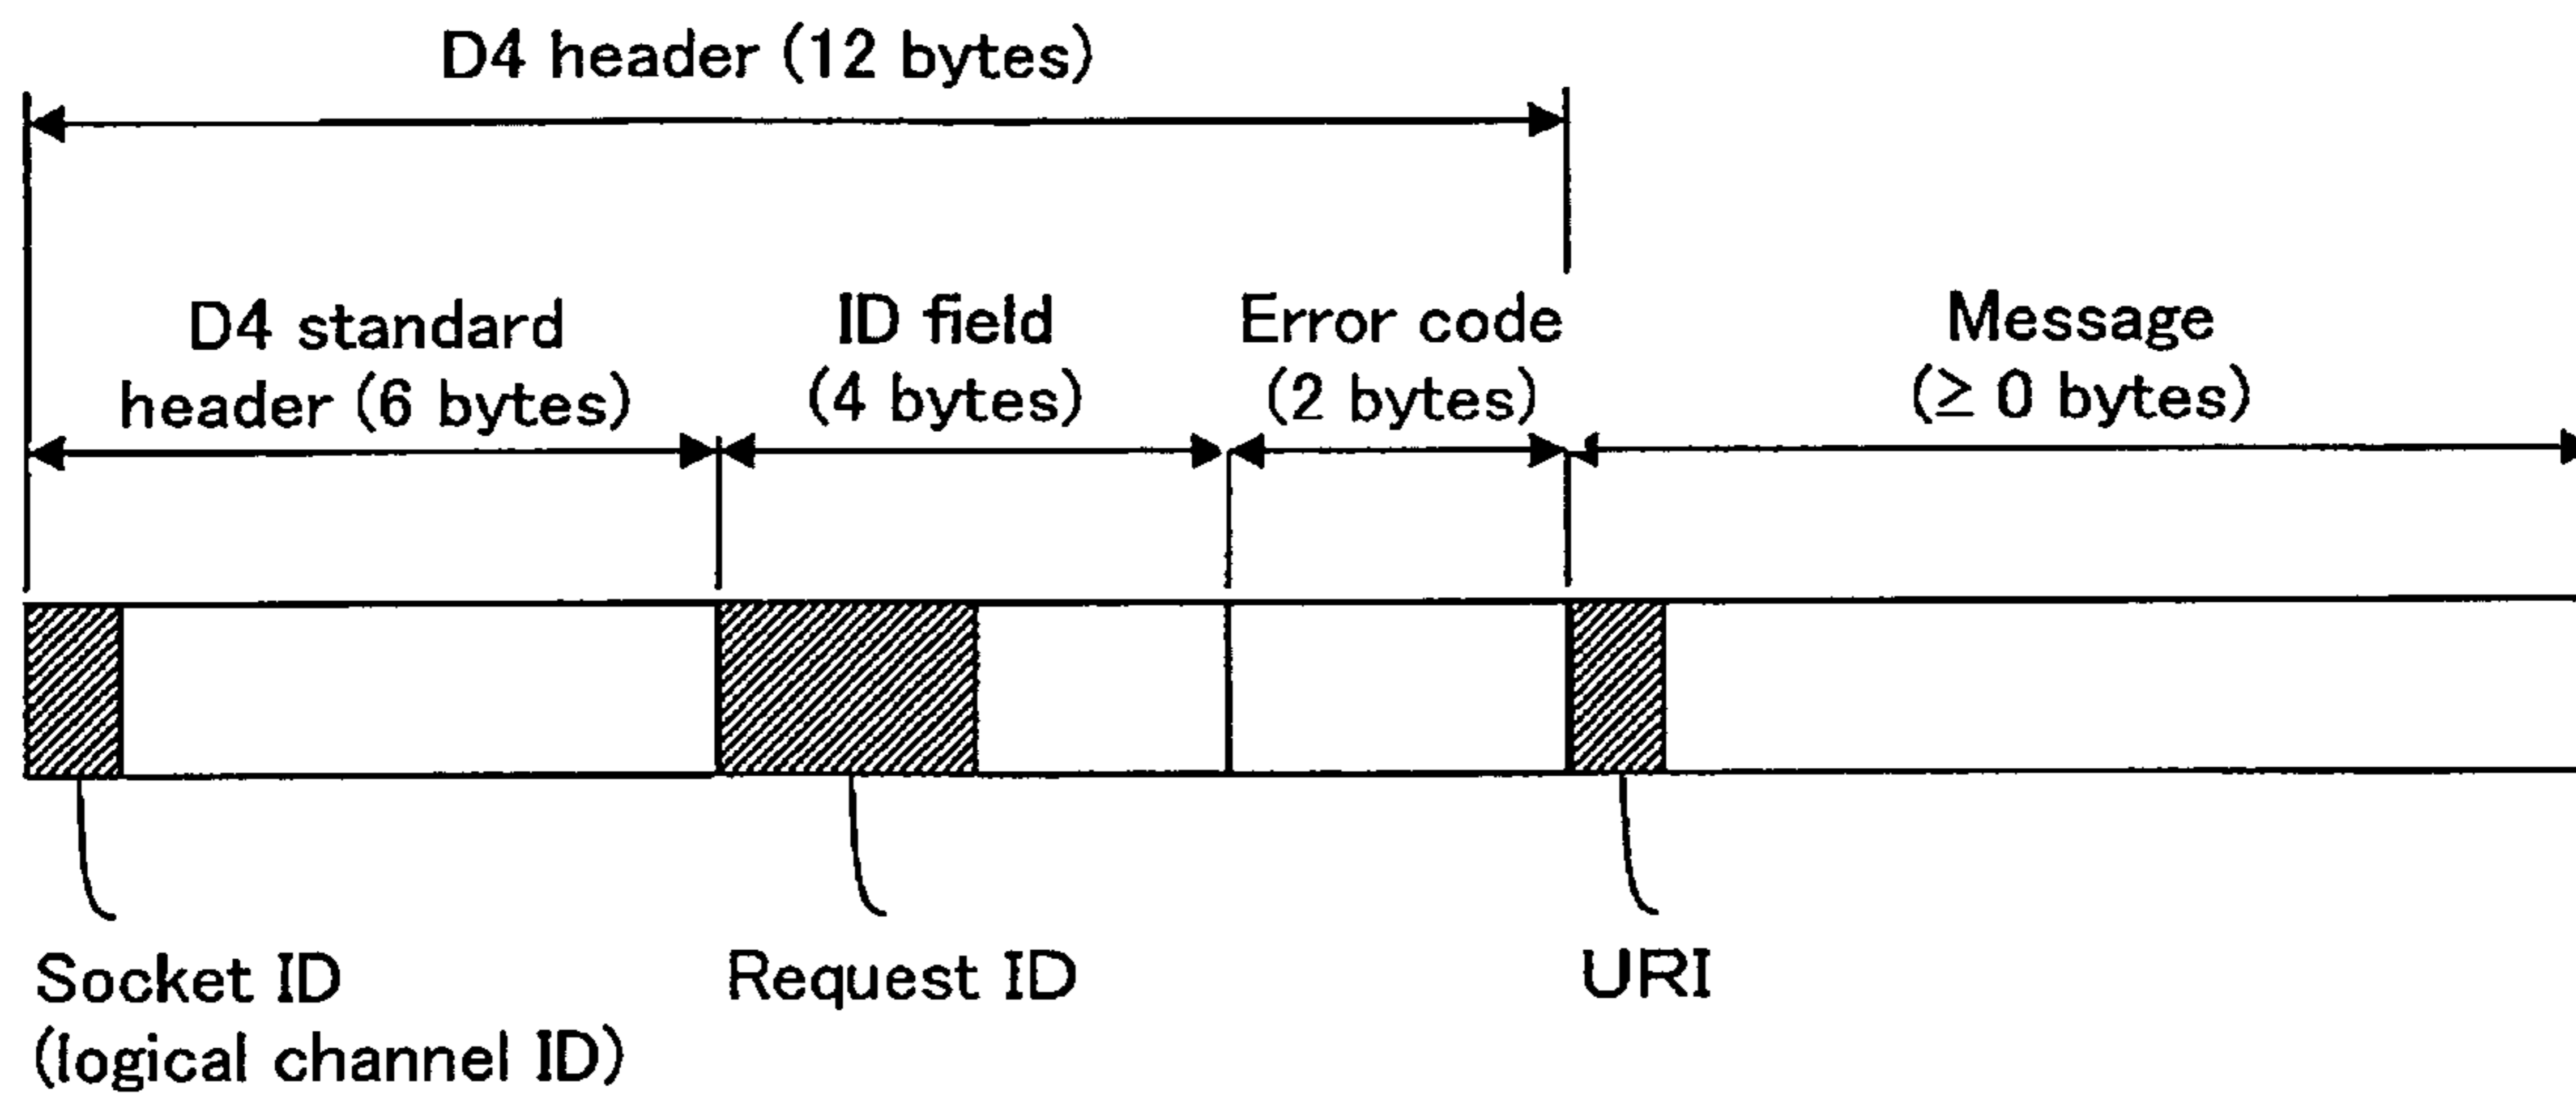 D4 header (12 bytes)
D4 standard
header (6 bytes)
ID field
(4 bytes)
Error code
(2 bytes)
Message
(≥ 0 bytes)
Socket ID
(logical channel ID)
Request ID
URI